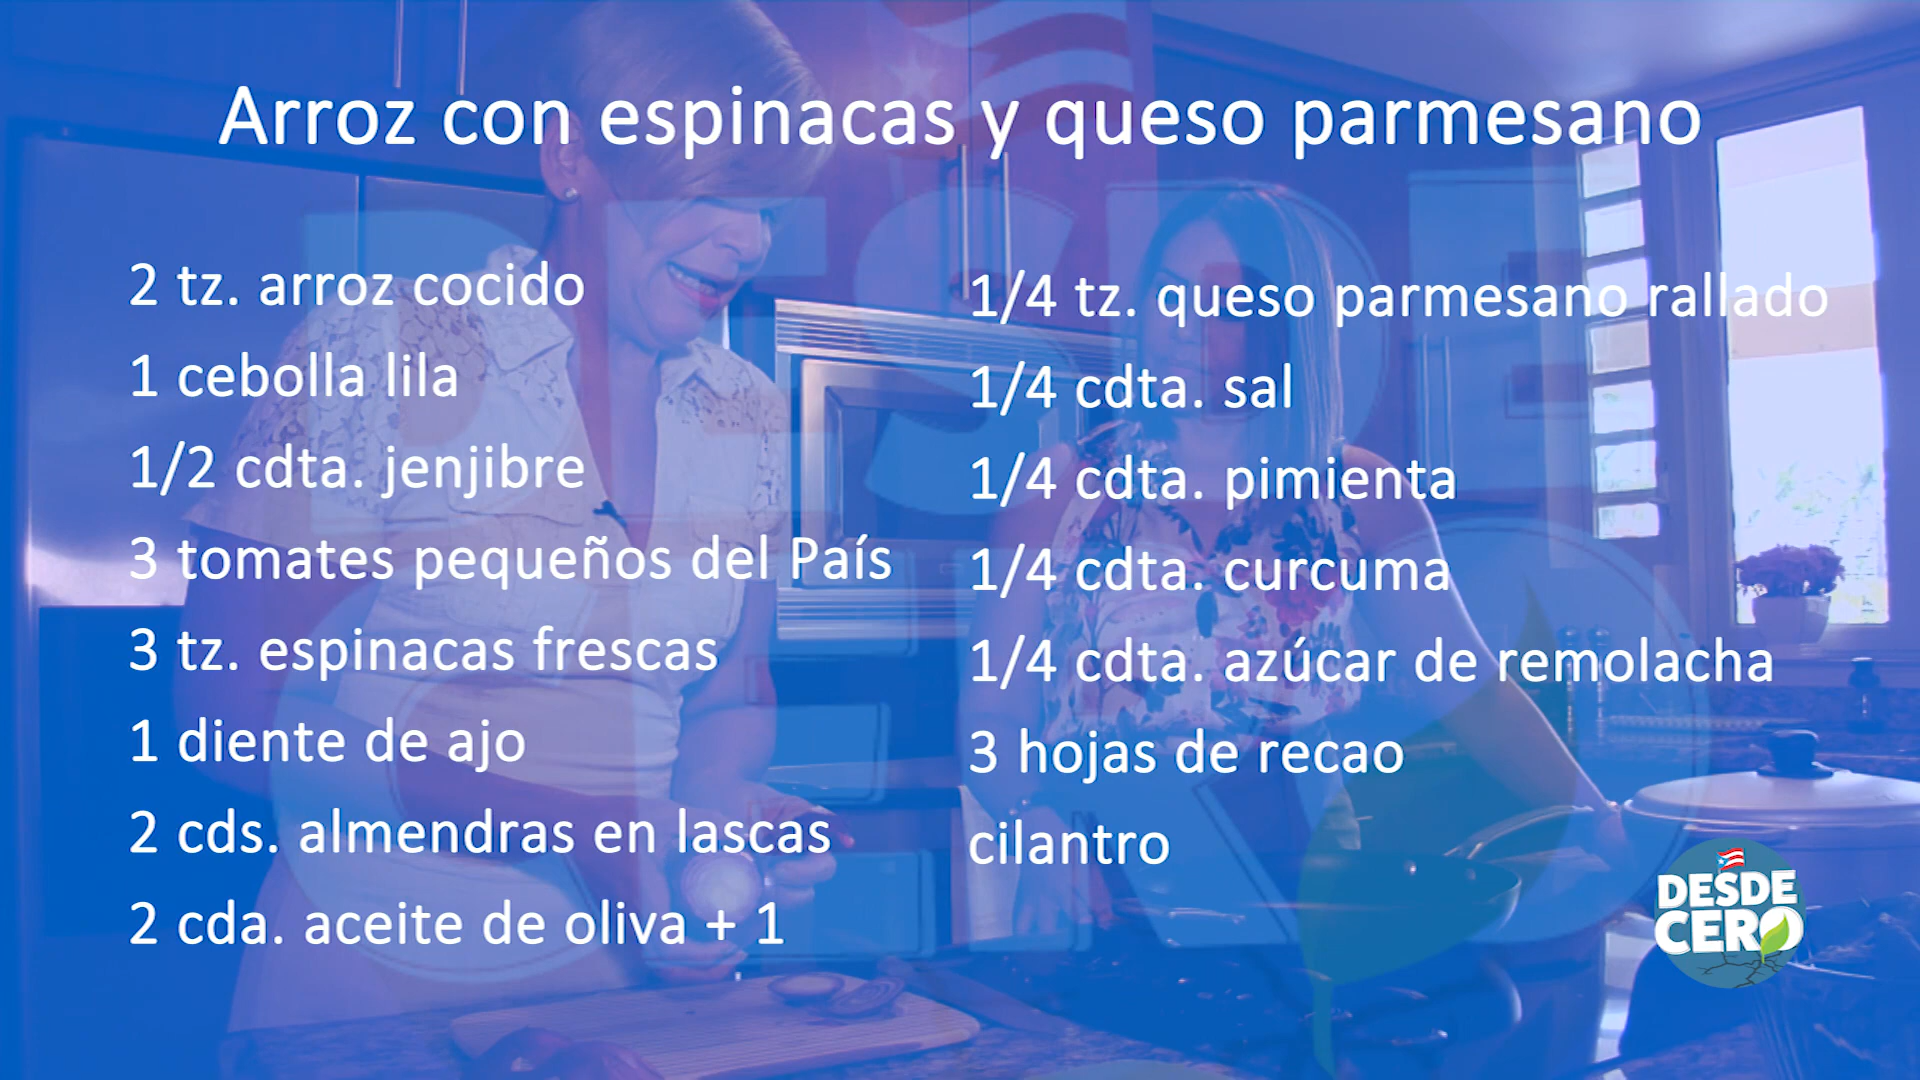 Arroz con espinacas y queso parmesano
2 tz. arroz cocido
1 cebolla lila
1/2 cdta. jenjibre
3 tomates pequeños del País
3 tz. espinacas frescas
1 diente de ajo
2 cds. almendras en lascas
2 cda. aceite de oliva + 1
1/4 tz. queso parmesano rallado
1/4 cdta. sal
1/4 cdta. pimienta
1/4 cdta. curcuma
1/4 cdta. azúcar de remolacha
3 hojas de recao
cilantro
DESDE
CERO
DESDE
CERO